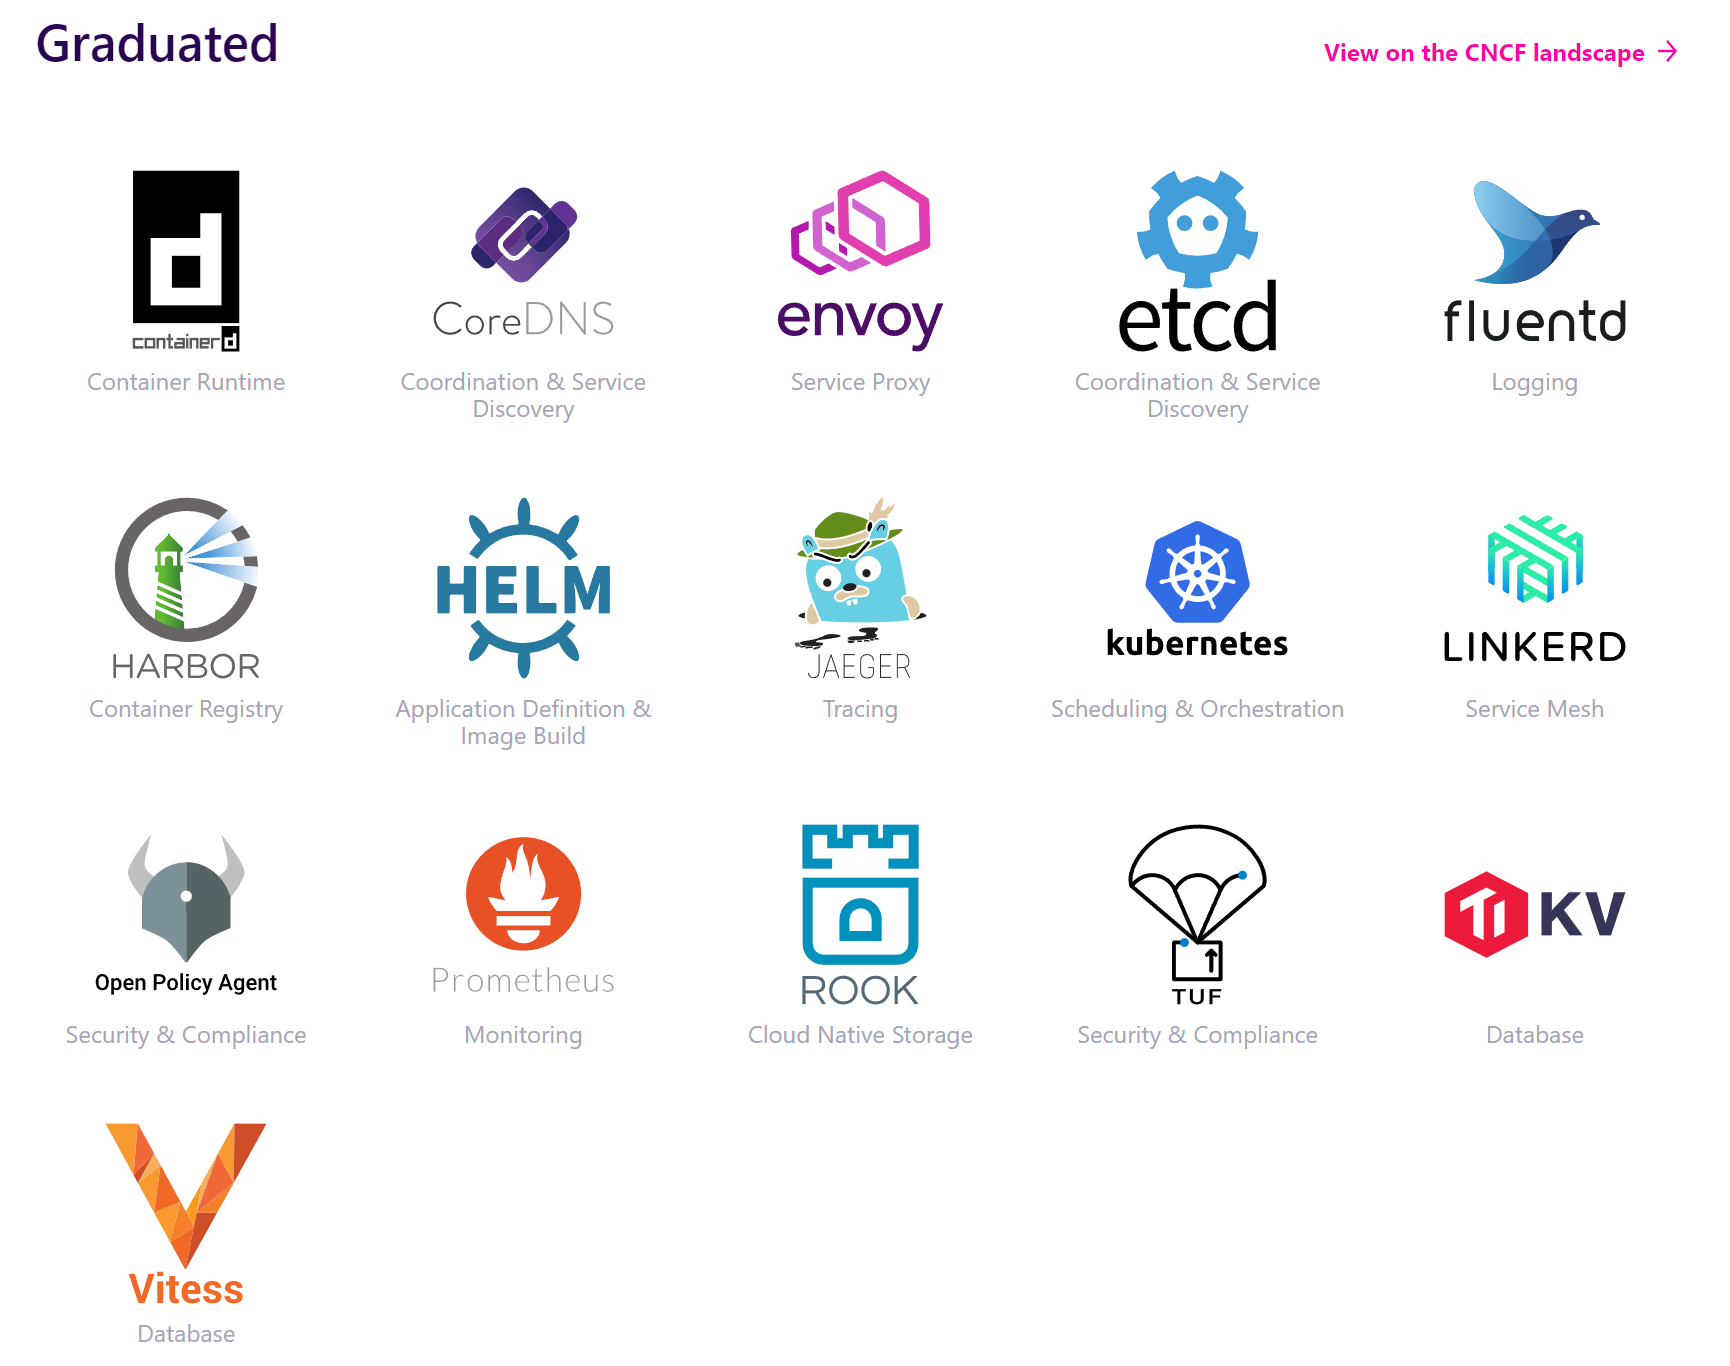 Graduated
View on the CNCF landscape
containerd
CoreDNS
envoy
etcd
fluentd
Container Runtime
Coordination & Service
Discovery
Service Proxy
Coordination & Service
Discovery
Logging
HARBOR
HELM
JAEGER
kubernetes
LINKERD
Container Registry
Application Definition &
Image Build
Tracing
Scheduling & Orchestration
Service Mesh
Open Policy Agent
Prometheus
ROOK
TUF
TiKV
Security & Compliance
Monitoring
Cloud Native Storage
Security & Compliance
Database
Vitess
Database